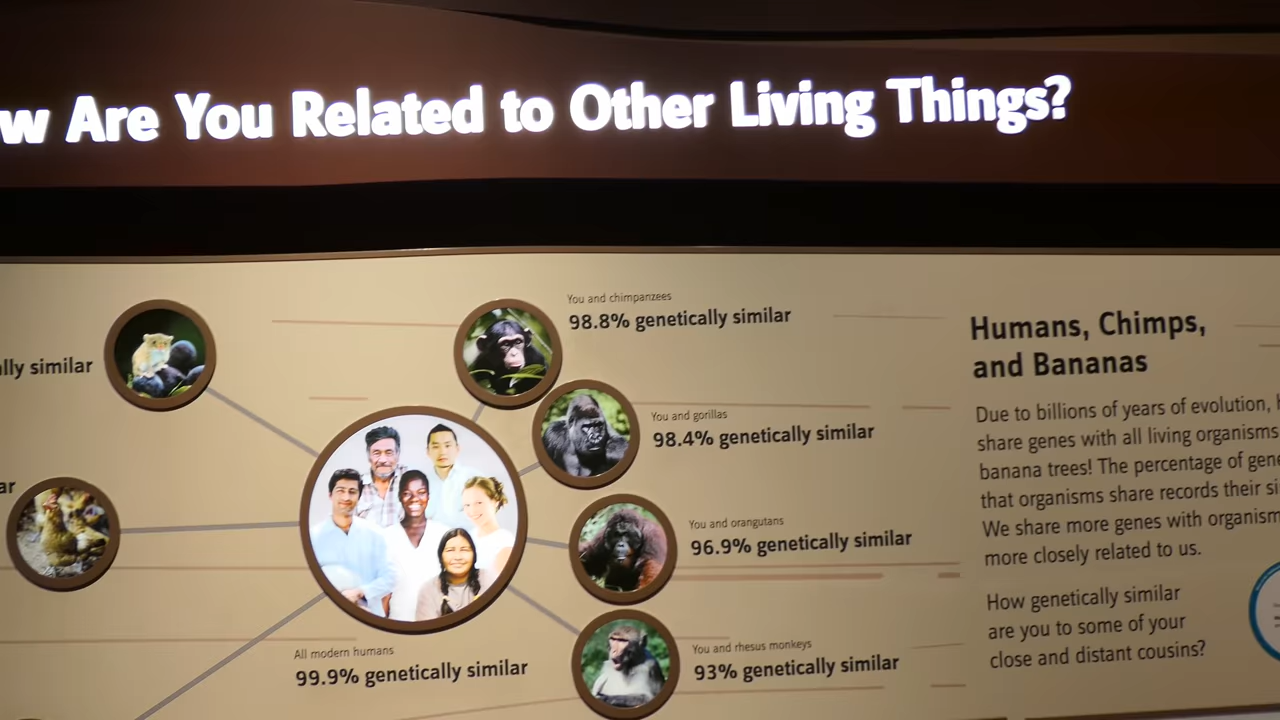 w Are You Related to Other Living Things?
lly similar
ar
You and chimpanzees
98.8% genetically similar
You and gorillas
98.4% genetically similar
You and orangutans
96.9% genetically similar
You and rhesus monkeys
93% genetically similar
All modern humans
99.9% genetically similar
Humans, Chimps,
and Bananas
Due to billions of years of evolution,
share genes with all living organisms
banana trees! The percentage of gene
that organisms share records their si
We share more genes with organism
more closely related to us.
How genetically similar
are you to some of your
close and distant cousins?